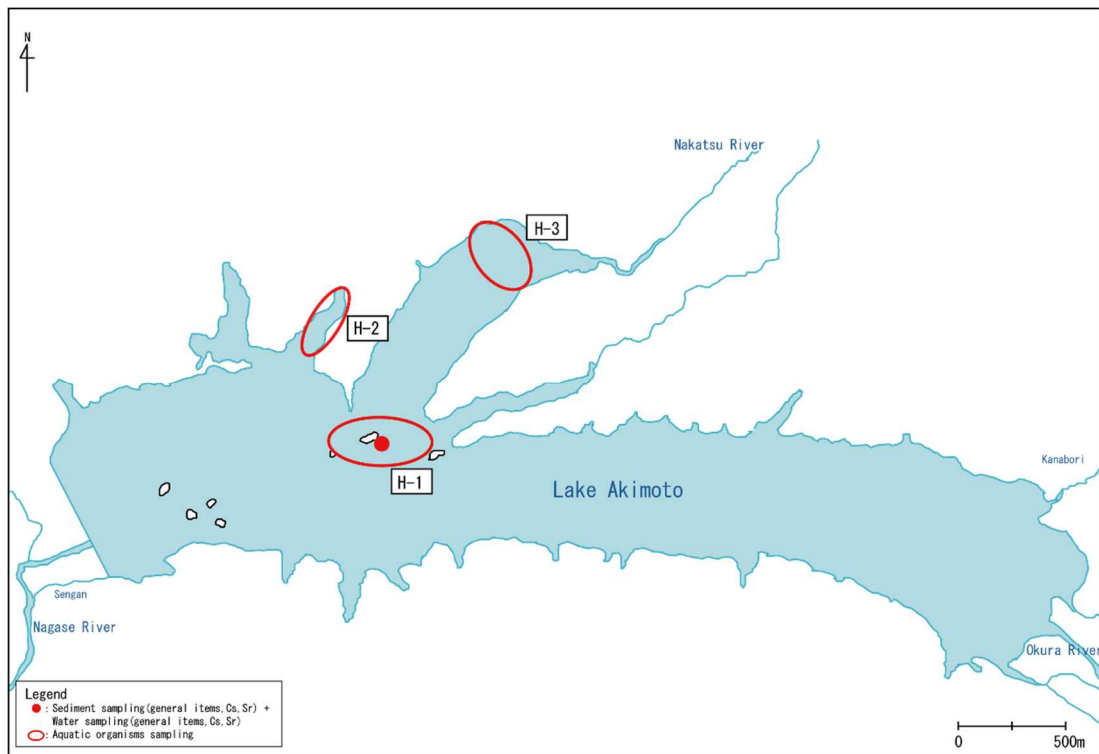 N
Nakatsu River
H-3
H-2
H-1
Lake Akimoto
Kanabori
Sengan
Nagase River
Okura River
Legend
: Sediment sampling(general items,Cs,Sr) +
Water sampling(general items,Cs,Sr)
: Aquatic organisms sampling
0 500m